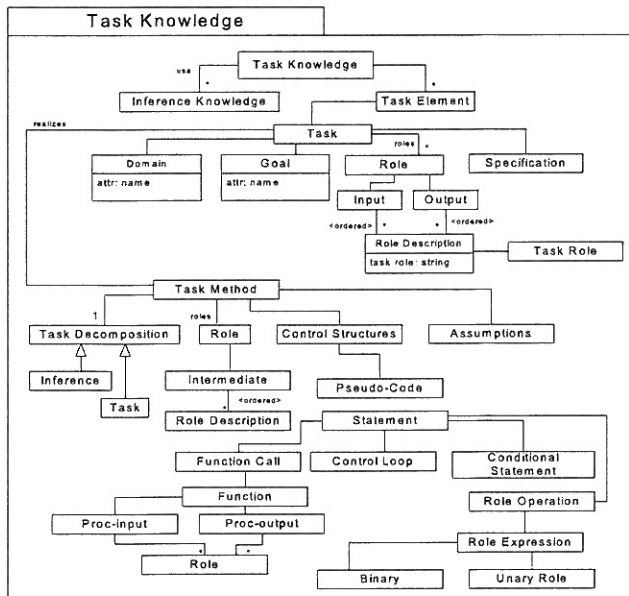 Task Knowledge
Task Knowledge
use
*
*
Inference Knowledge
Task Element
realizes
Task
roles
*
Domain
attr: name
Goal
attr: name
Role
Specification
Input
Output
<ordered>
*
*
<ordered>
Role Description
task role: string
Task Role
Task Method
1
roles
Task Decomposition
Role
Control Structures
Assumptions
Inference
Intermediate
Pseudo-Code
<ordered>
*
Task
Role Description
Statement
Function Call
Control Loop
Conditional
Statement
Function
Role Operation
Proc-input
Proc-output
Role Expression
*
*
Role
Binary
Unary Role